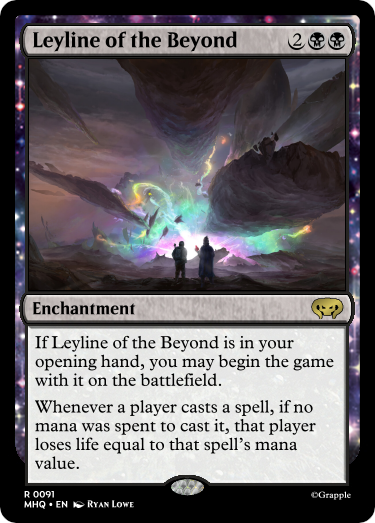 Leyline of the Beyond 2
Enchantment
If Leyline of the Beyond is in your
opening hand, you may begin the game
with it on the battlefield.
Whenever a player casts a spell, if no
mana was spent to cast it, that player
loses life equal to that spell's mana
value.
R 0091
MHQ • EN Ryan Lowe
©Grapple